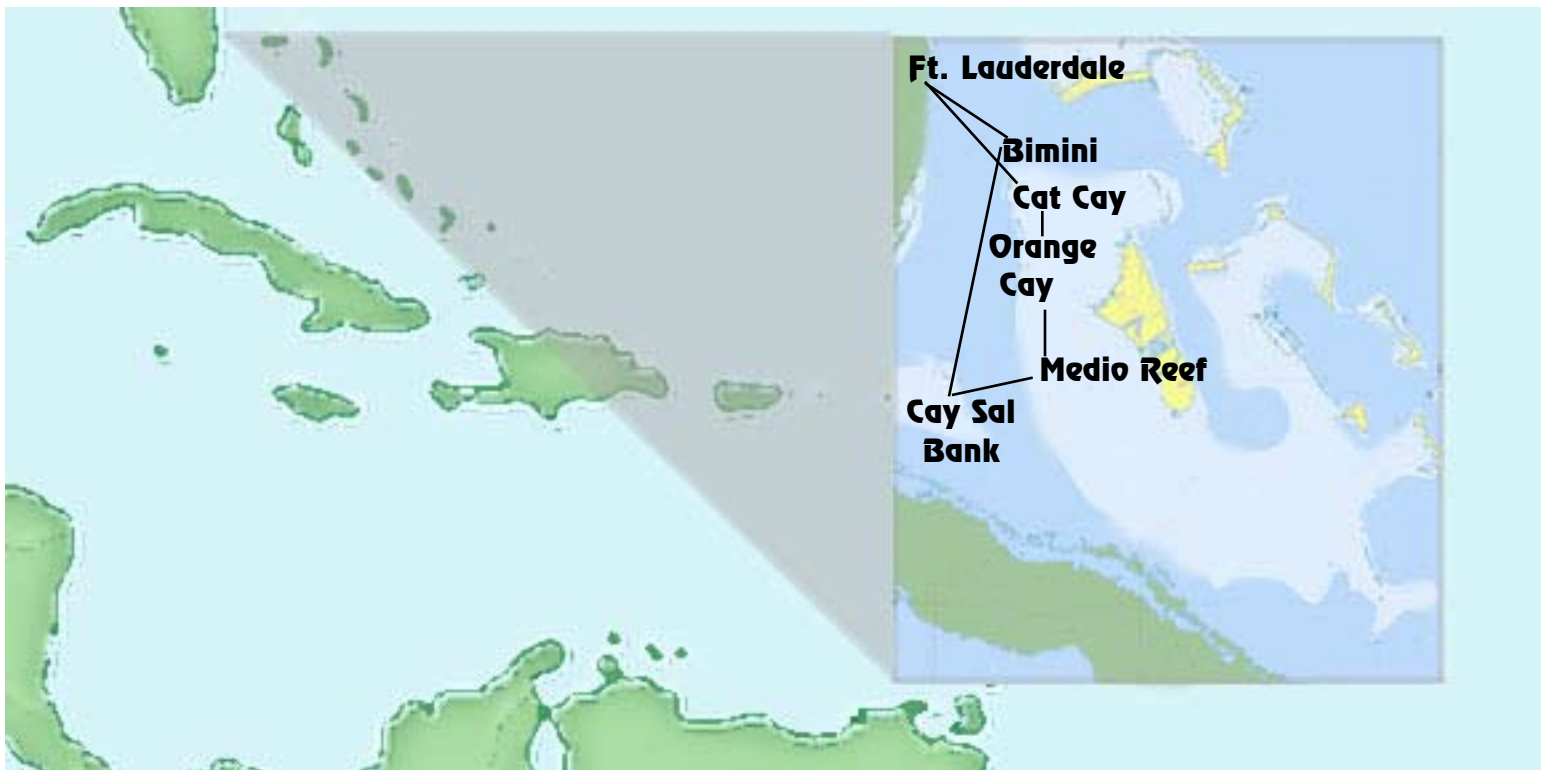 Ft. Lauderdale
Bimini
Cat Cay
Orange
Cay
Medio Reef
Cay Sal
Bank